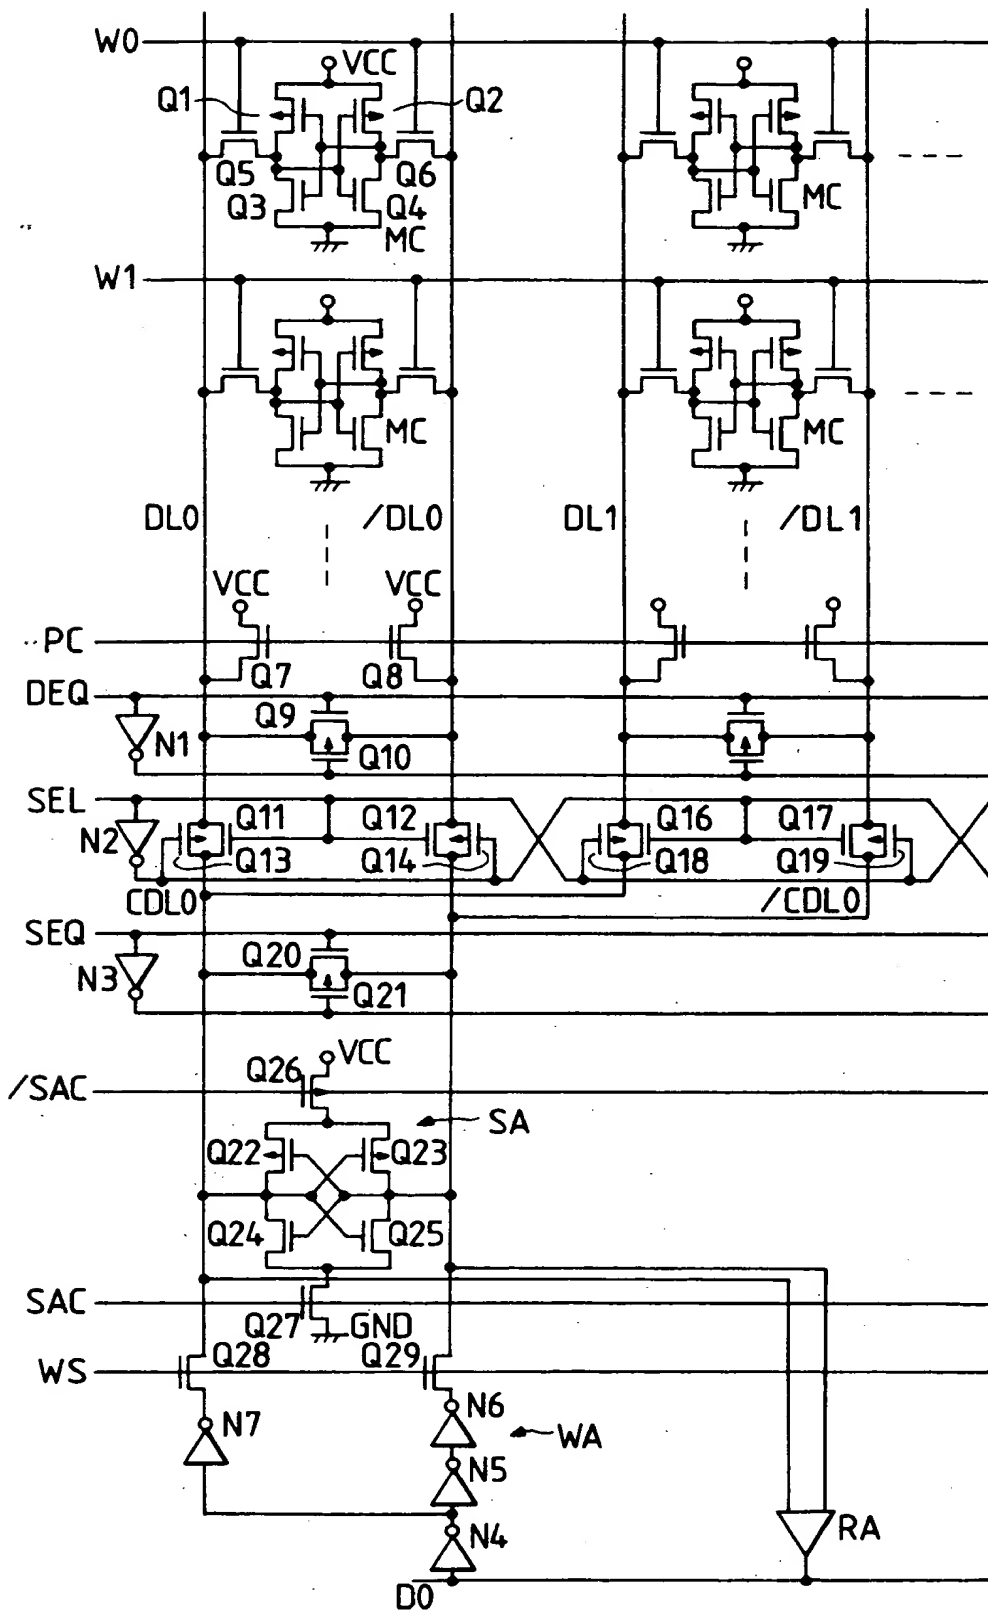 W0
VCC
Q1 Q2
Q5 Q6
Q3 Q4 MC
MC
W1
MC MC
DL0 /DL0 DL1 /DL1
VCC VCC
PC
Q7 Q8
DEQ
Q9
N1 Q10
SEL
Q11 Q12 Q16 Q17
N2
Q13 Q14 Q18 Q19
CDL0 /CDL0
SEQ
Q20
N3 Q21
VCC
Q26
/SAC
SA
Q22 Q23
Q24 Q25
SAC
Q27 GND
Q28 Q29
WS
N6
N7
WA
N5
RA
N4
D0